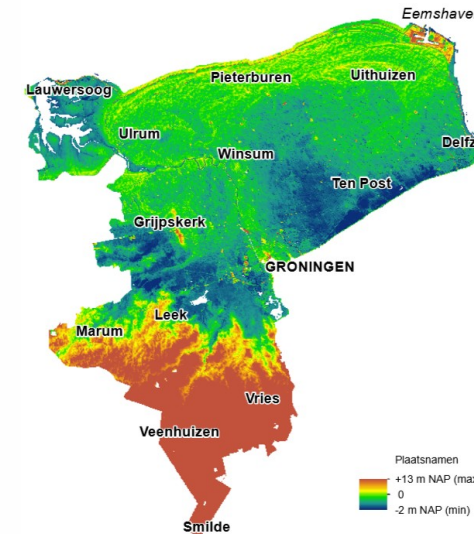 Eemshave
Lauwersoog
Pieterburen
Uithuizen
Ulrum
Winsum
Delfz
Ten Post
Grijpskerk
GRONINGEN
Leek
Marum
Vries
Veenhuizen
Smilde
Plaatsnamen
+13 m NAP (max
0
-2 m NAP (min)